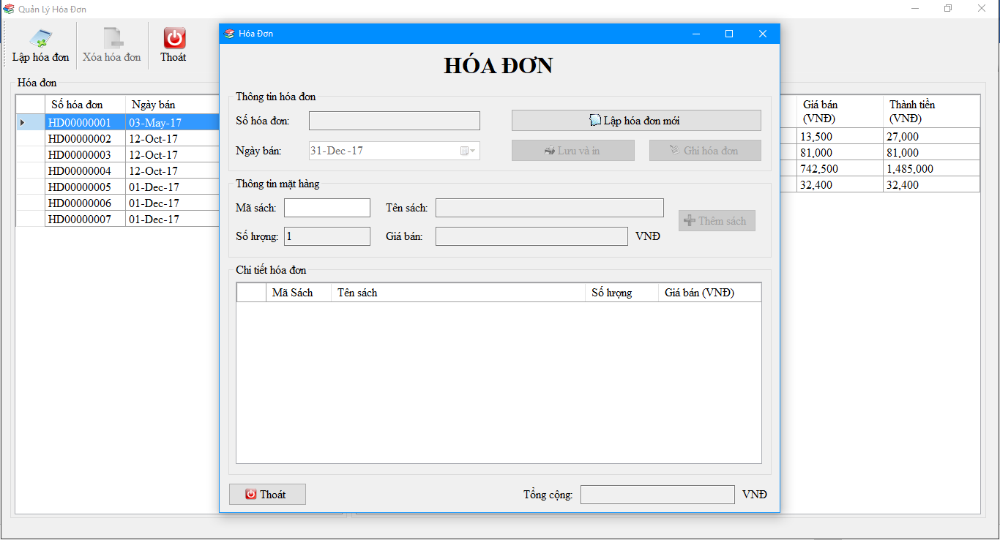 Quản Lý Hóa Đơn
Lập hóa đơn
Xóa hóa đơn
Thoát
Hóa đơn
Số hóa đơn Ngày bán
HD00000001 03-May-17
HD00000002 12-Oct-17
HD00000003 12-Oct-17
HD00000004 12-Oct-17
HD00000005 01-Dec-17
HD00000006 01-Dec-17
HD00000007 01-Dec-17
Hóa Đơn
HÓA ĐƠN
Thông tin hóa đơn
Số hóa đơn: Lập hóa đơn mới
Ngày bán: 31-Dec -17 Lưu và in Ghi hóa đơn
Thông tin mặt hàng
Mã sách: Tên sách:
Thêm sách
Số lượng: 1 Giá bán: VNĐ
Chi tiết hóa đơn
Mã Sách Tên sách Số lượng Giá bán (VNĐ)
Thoát Tổng cộng: VNĐ
Giá bán Thành tiền
(VNĐ) (VNĐ)
13,500 27,000
81,000 81,000
742,500 1,485,000
32,400 32,400